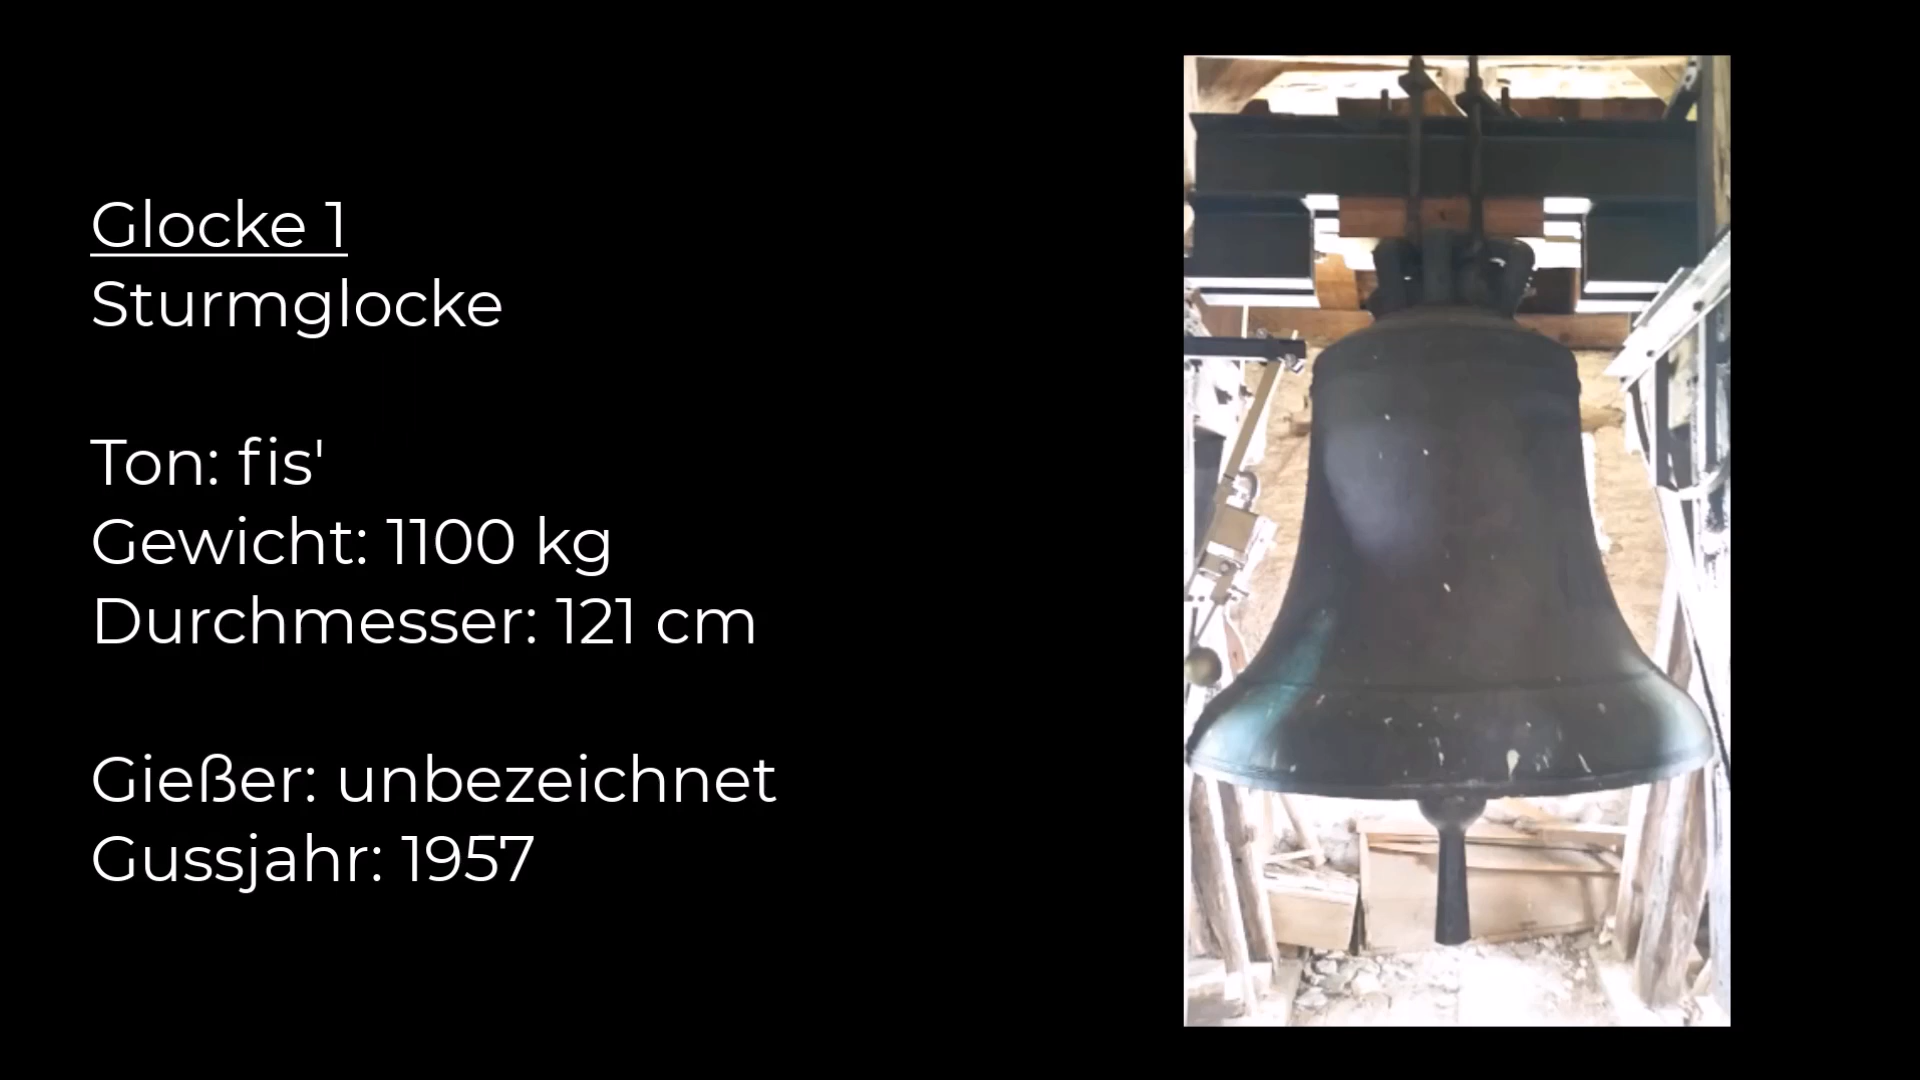 Glocke 1
Sturmglocke
Ton: fis'
Gewicht: 1100 kg
Durchmesser: 121 cm
Gießer: unbezeichnet
Gussjahr: 1957